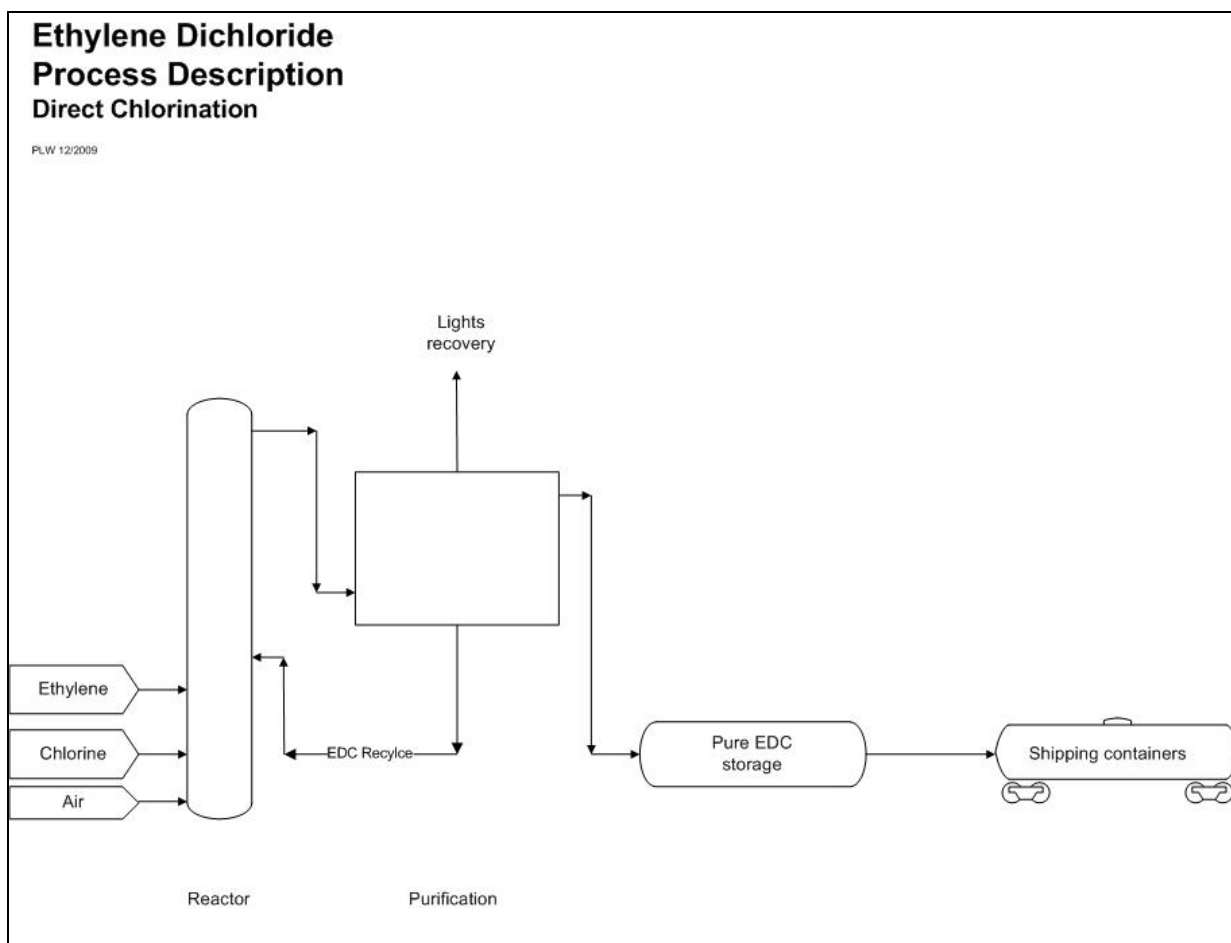 Ethylene Dichloride
Process Description
Direct Chlorination
PLW 12/2009
Lights
recovery
Ethylene
Chlorine
Air
EDC Recylce
Pure EDC
storage
Shipping containers
Reactor
Purification